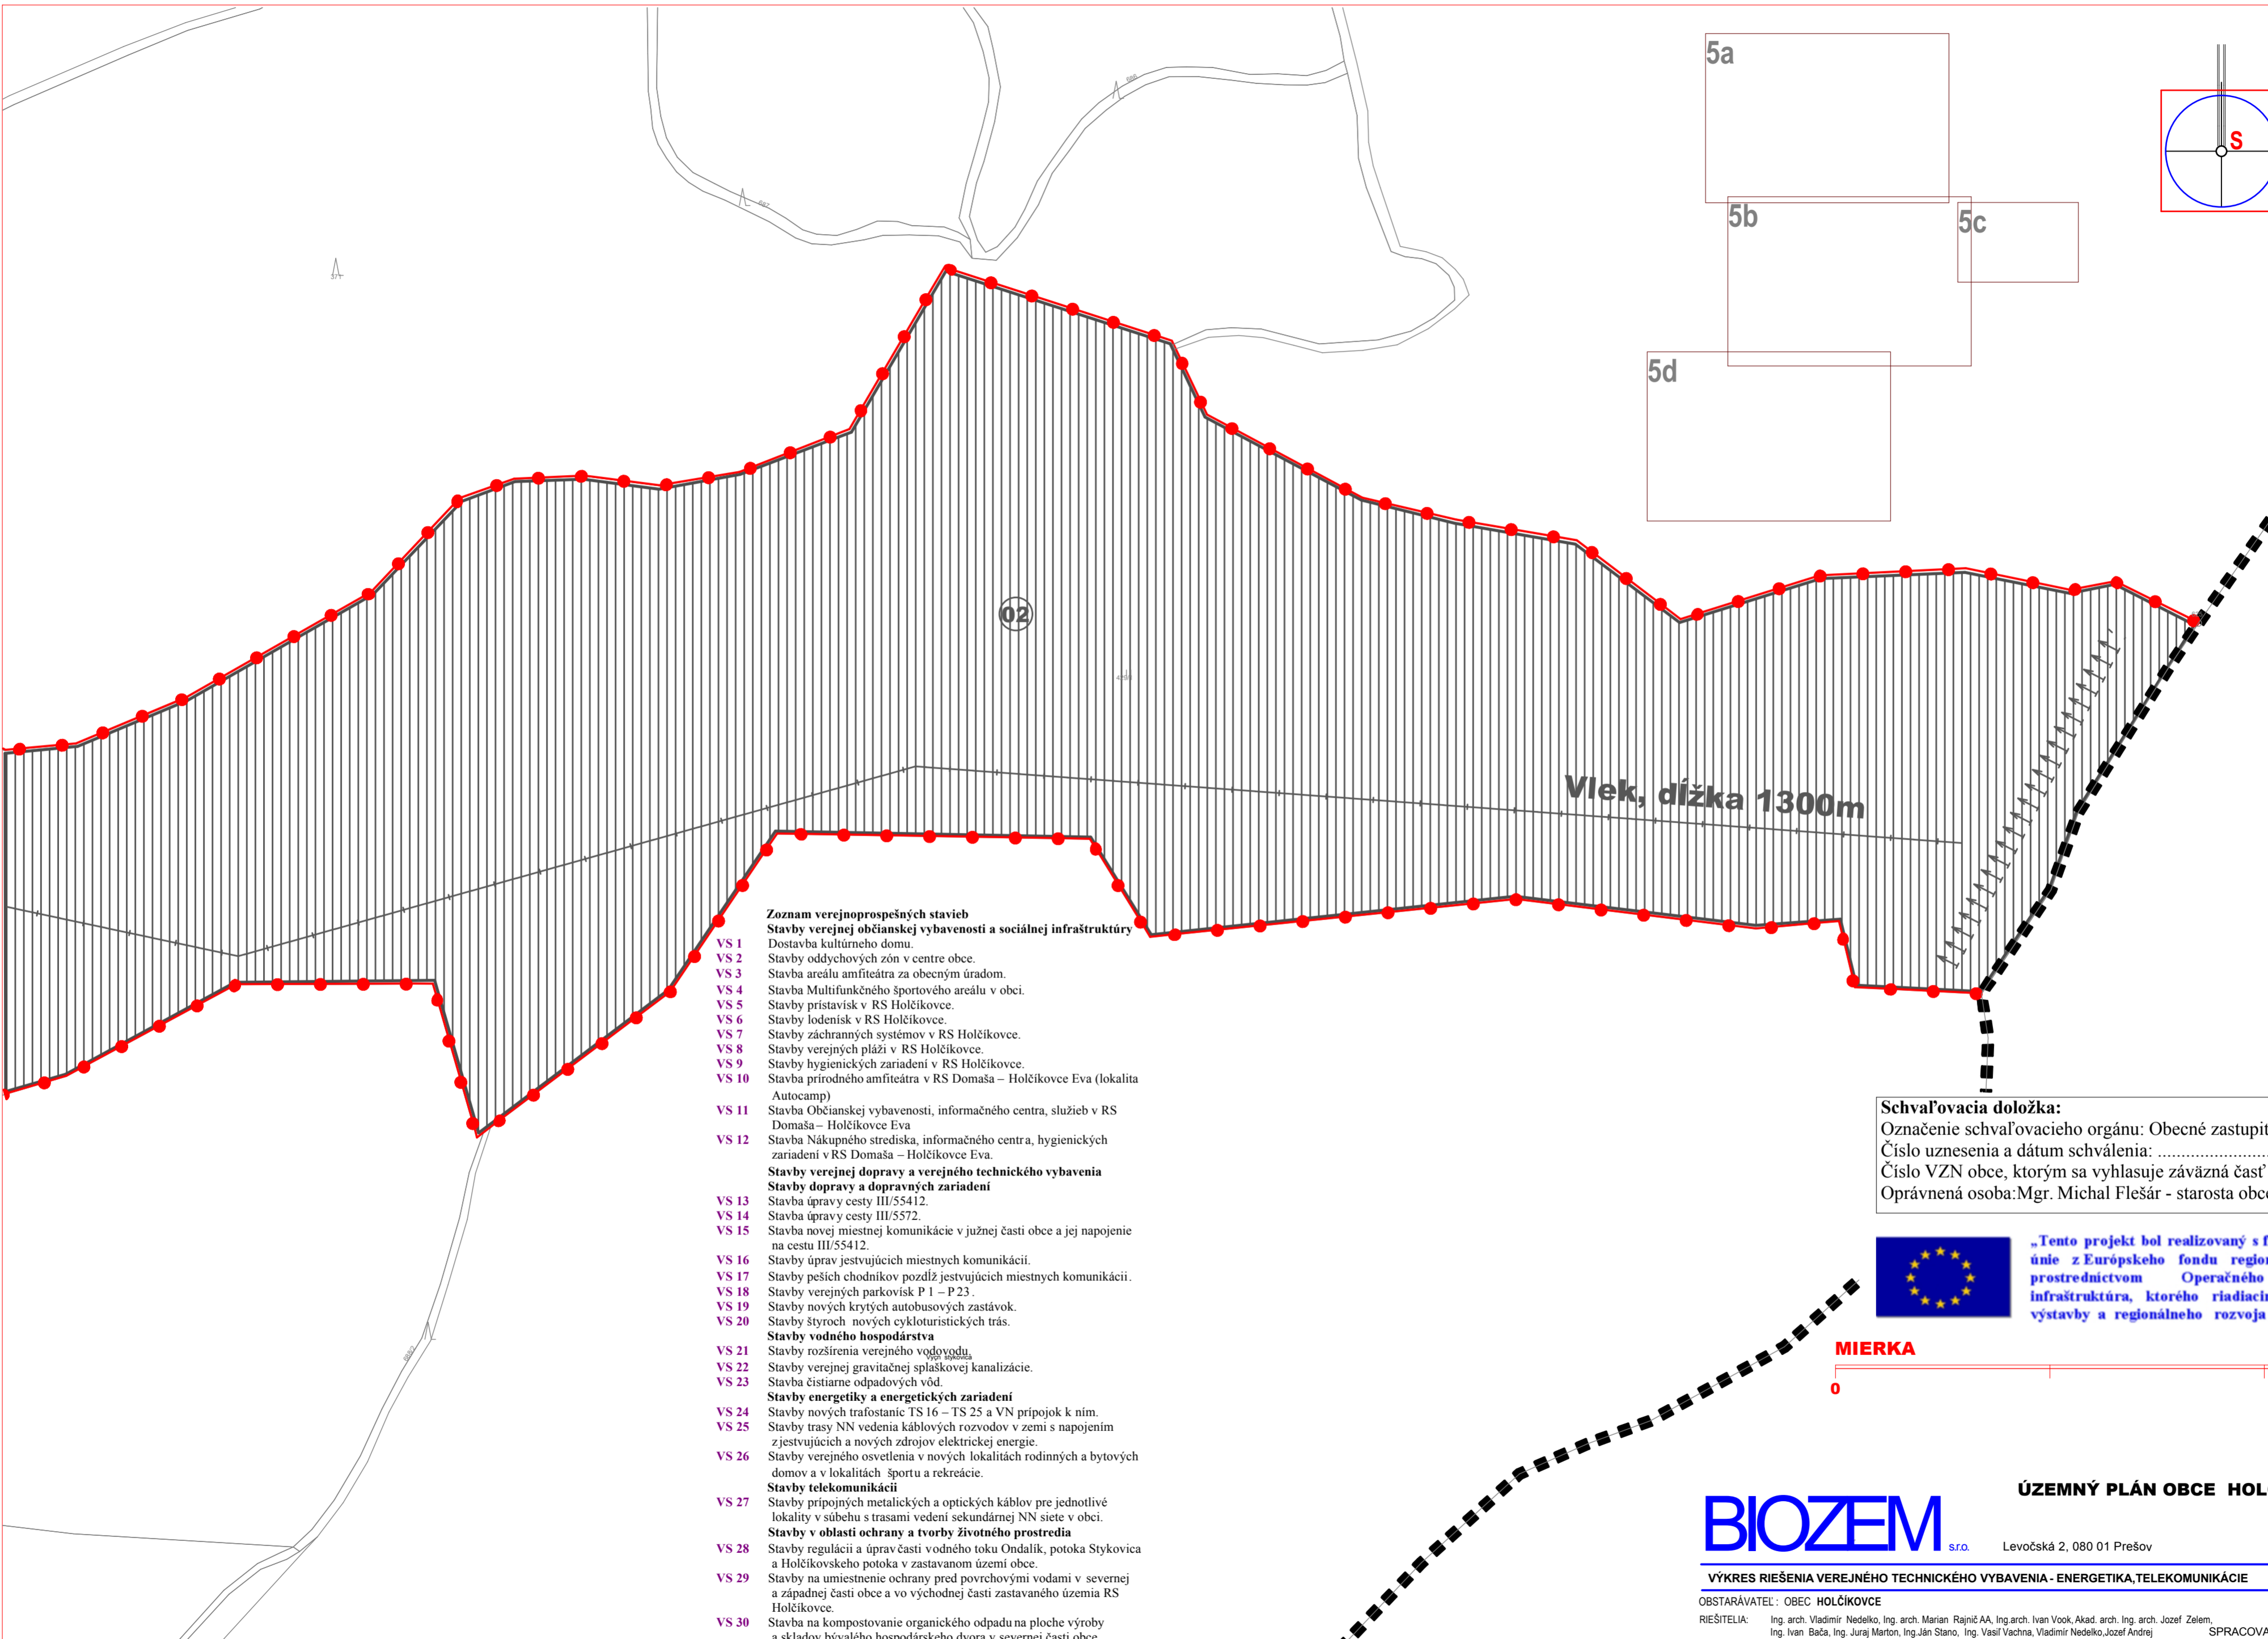 5a
S
5b
5c
5d
686
687
371
02
Vlek, dĺžka 1300m
Zoznam verejnoprospešných stavieb
Stavby verejnej občianskej vybavenosti a sociálnej infraštruktúry
VS 1 Dostavba kultúrneho domu.
VS 2 Stavby oddychových zón v centre obce.
VS 3 Stavba areálu amfiteátra za obecným úradom.
VS 4 Stavba Multifunkčného športového areálu v obci.
VS 5 Stavby prístavísk v RS Holčíkovce.
VS 6 Stavby lodenísk v RS Holčíkovce.
VS 7 Stavby záchranných systémov v RS Holčíkovce.
VS 8 Stavby verejných pláži v RS Holčíkovce.
VS 9 Stavby hygienických zariadení v RS Holčíkovce.
VS 10 Stavba prírodného amfiteátra v RS Domaša – Holčíkovce Eva (lokalita
Autocamp)
VS 11 Stavba Občianskej vybavenosti, informačného centra, služieb v RS
Domaša – Holčíkovce Eva
VS 12 Stavba Nákupného strediska, informačného centra, hygienických
zariadení v RS Domaša – Holčíkovce Eva.
Stavby verejnej dopravy a verejného technického vybavenia
Stavby dopravy a dopravných zariadení
VS 13 Stavba úpravy cesty III/55412.
VS 14 Stavba úpravy cesty III/5572.
VS 15 Stavba novej miestnej komunikácie v južnej časti obce a jej napojenie
na cestu III/55412.
VS 16 Stavby úprav jestvujúcich miestnych komunikácií.
VS 17 Stavby peších chodníkov pozdĺž jestvujúcich miestnych komunikácii.
VS 18 Stavby verejných parkovísk P 1 – P 23.
VS 19 Stavby nových krytých autobusových zastávok.
VS 20 Stavby štyroch nových cykloturistických trás.
Stavby vodného hospodárstva
VS 21 Stavby rozšírenia verejného vodovodu.
VS 22 Stavby verejnej gravitačnej splaškovej kanalizácie.
VS 23 Stavba čistiarne odpadových vôd.
Stavby energetiky a energetických zariadení
VS 24 Stavby nových trafostaníc TS 16 – TS 25 a VN prípojok k ním.
VS 25 Stavby trasy NN vedenia káblových rozvodov v zemi s napojením
z jestvujúcich a nových zdrojov elektrickej energie.
VS 26 Stavby verejného osvetlenia v nových lokalitách rodinných a bytových
domov a v lokalitách športu a rekreácie.
Stavby telekomunikácii
VS 27 Stavby prípojných metalických a optických káblov pre jednotlivé
lokality v súbehu s trasami vedení sekundárnej NN siete v obci.
Stavby v oblasti ochrany a tvorby životného prostredia
VS 28 Stavby regulácii a úprav časti vodného toku Ondalík, potoka Stykovica
a Holčíkovskeho potoka v zastavanom území obce.
VS 29 Stavby na umiestnenie ochrany pred povrchovými vodami v severnej
a západnej časti obce a vo východnej časti zastavaného územia RS
Holčíkovce.
VS 30 Stavba na kompostovanie organického odpadu na ploche výroby
a skladov bývalého hospodárskeho dvora v severnej časti obce
Schvaľovacia doložka:
Označenie schvaľovacieho orgánu: Obecné zastupit
Číslo uznesenia a dátum schválenia: ........................
Číslo VZN obce, ktorým sa vyhlasuje záväzná časť
Oprávnená osoba:Mgr. Michal Flešár - starosta obce
„Tento projekt bol realizovaný s f
únie z Európskeho fondu region
prostredníctvom Operačného
infraštruktúra, ktorého riadiacim
výstavby a regionálneho rozvoja
MIERKA
0
ÚZEMNÝ PLÁN OBCE HOL
BIOZEM s.r.o. Levočská 2, 080 01 Prešov
VÝKRES RIEŠENIA VEREJNÉHO TECHNICKÉHO VYBAVENIA - ENERGETIKA,TELEKOMUNIKÁCIE
OBSTARÁVATEĽ : OBEC HOLČÍKOVCE
RIEŠITELIA: Ing. arch. Vladimír Nedelko, Ing. arch. Marian Rajnič AA, Ing.arch. Ivan Vook, Akad. arch. Ing. arch. Jozef Zelem,
Ing. Ivan Bača, Ing. Juraj Marton, Ing.Ján Stano, Ing. Vasiľ Vachna, Vladimír Nedelko,Jozef Andrej SPRACOVA